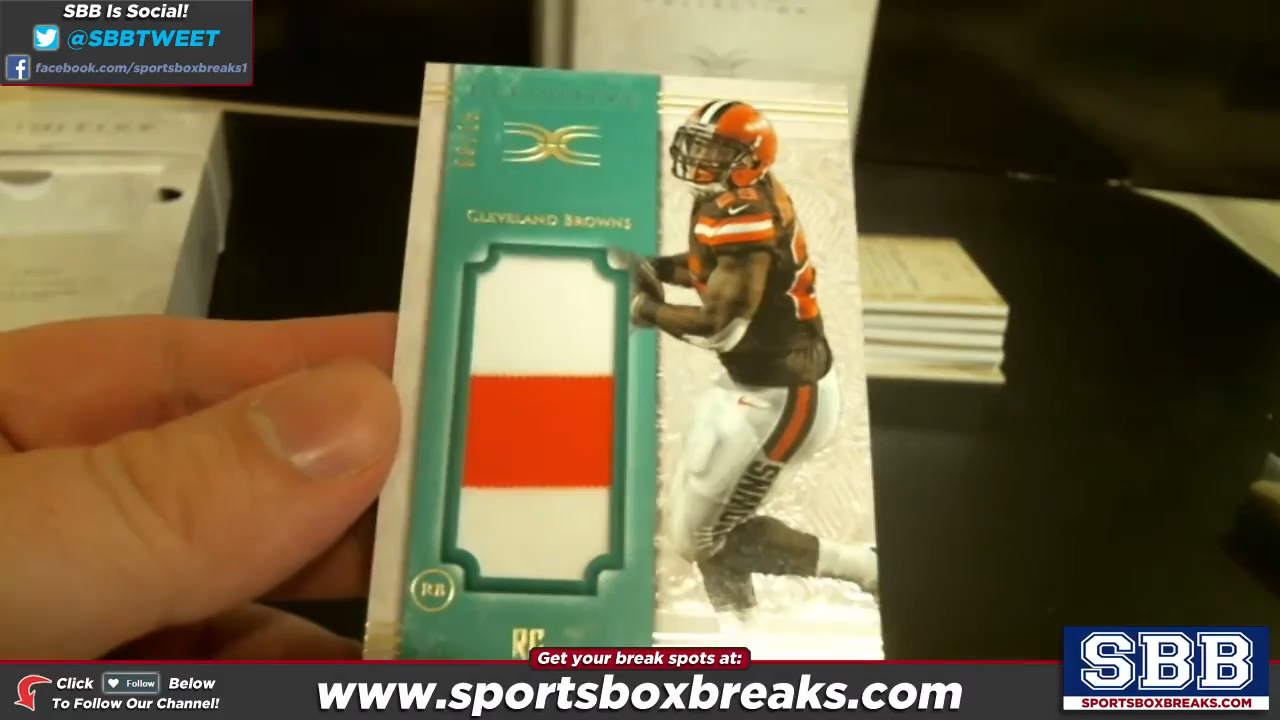 SBB Is Social!
@SBBTWEET
facebook.com/sportsboxbreaks1
CLEVELAND BROWNS
RB
RC
Get your break spots at:
Click Follow Below
To Follow Our Channel!
www.sportsboxbreaks.com
SBB
SPORTSBOXBREAKS.COM